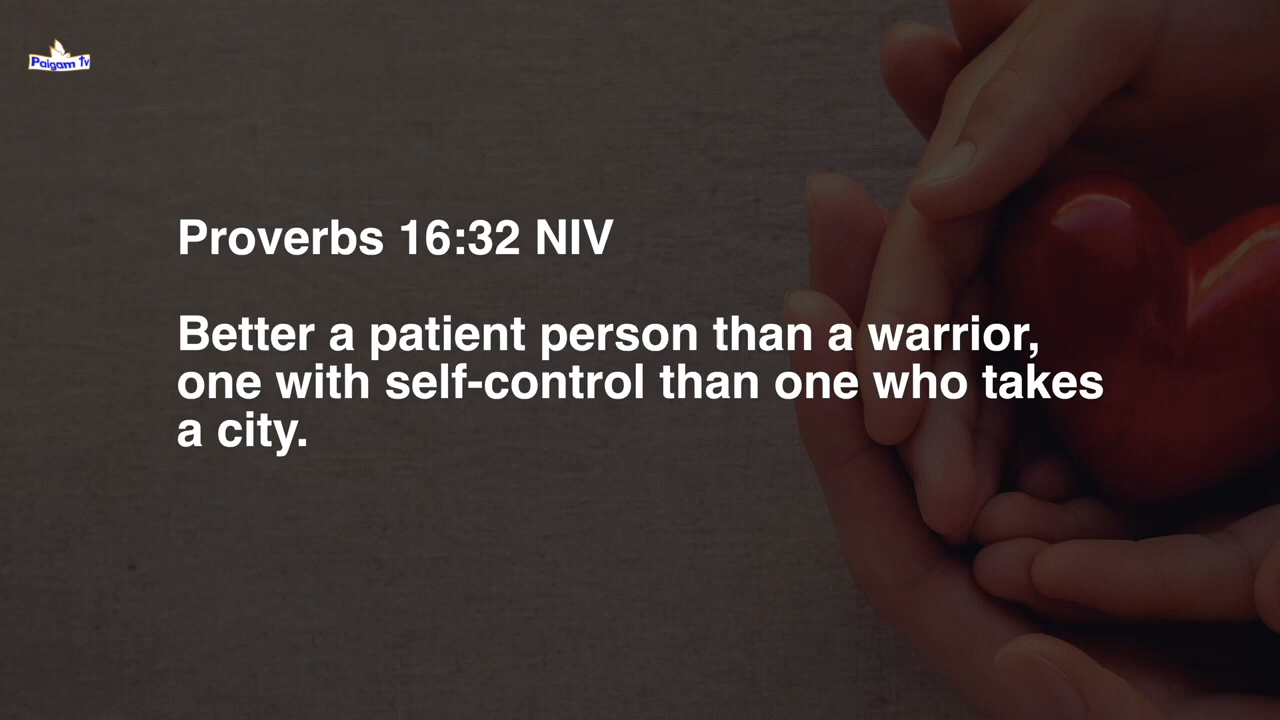 Paigam Tv
Proverbs 16:32 NIV
Better a patient person than a warrior,
one with self-control than one who takes
a city.